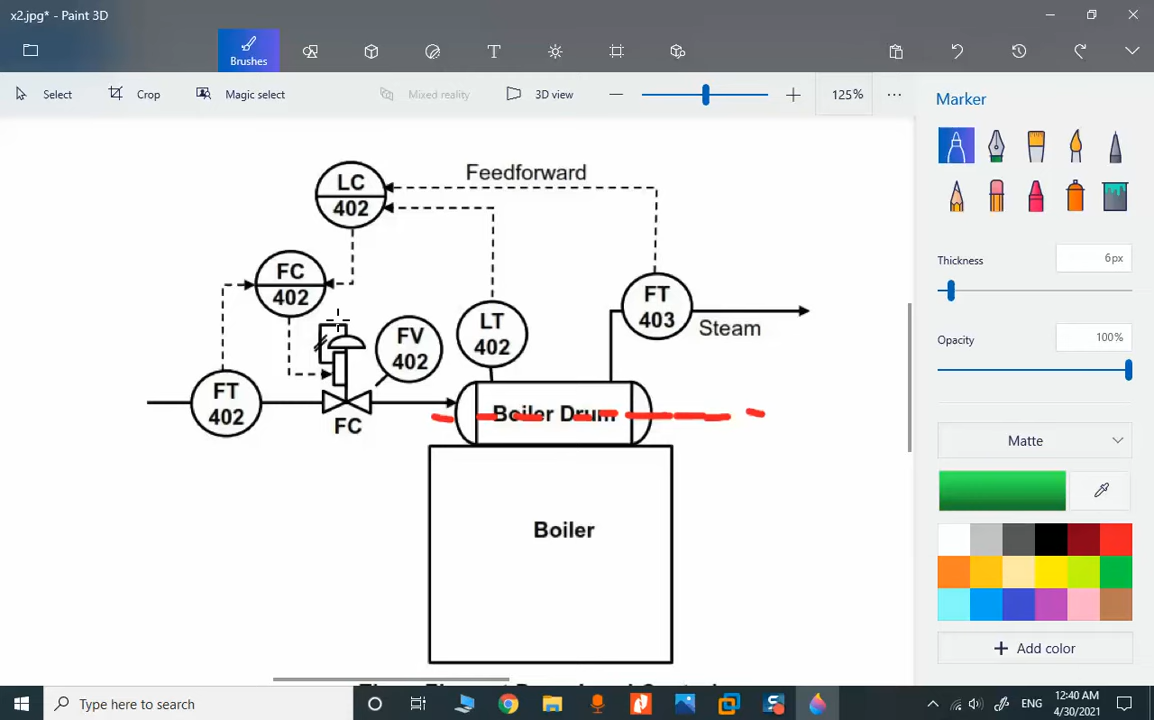 x2.jpg* - Paint 3D
Brushes
Select
Crop
Magic select
Mixed reality
3D view
125%
Marker
Thickness
6px
Opacity
100%
Matte
Add color
Feedforward
LC
402
FC
402
FT
403
Steam
LT
402
FV
402
FT
402
FC
Boiler Drum
Boiler
Type here to search
ENG
12:40 AM
4/30/2021